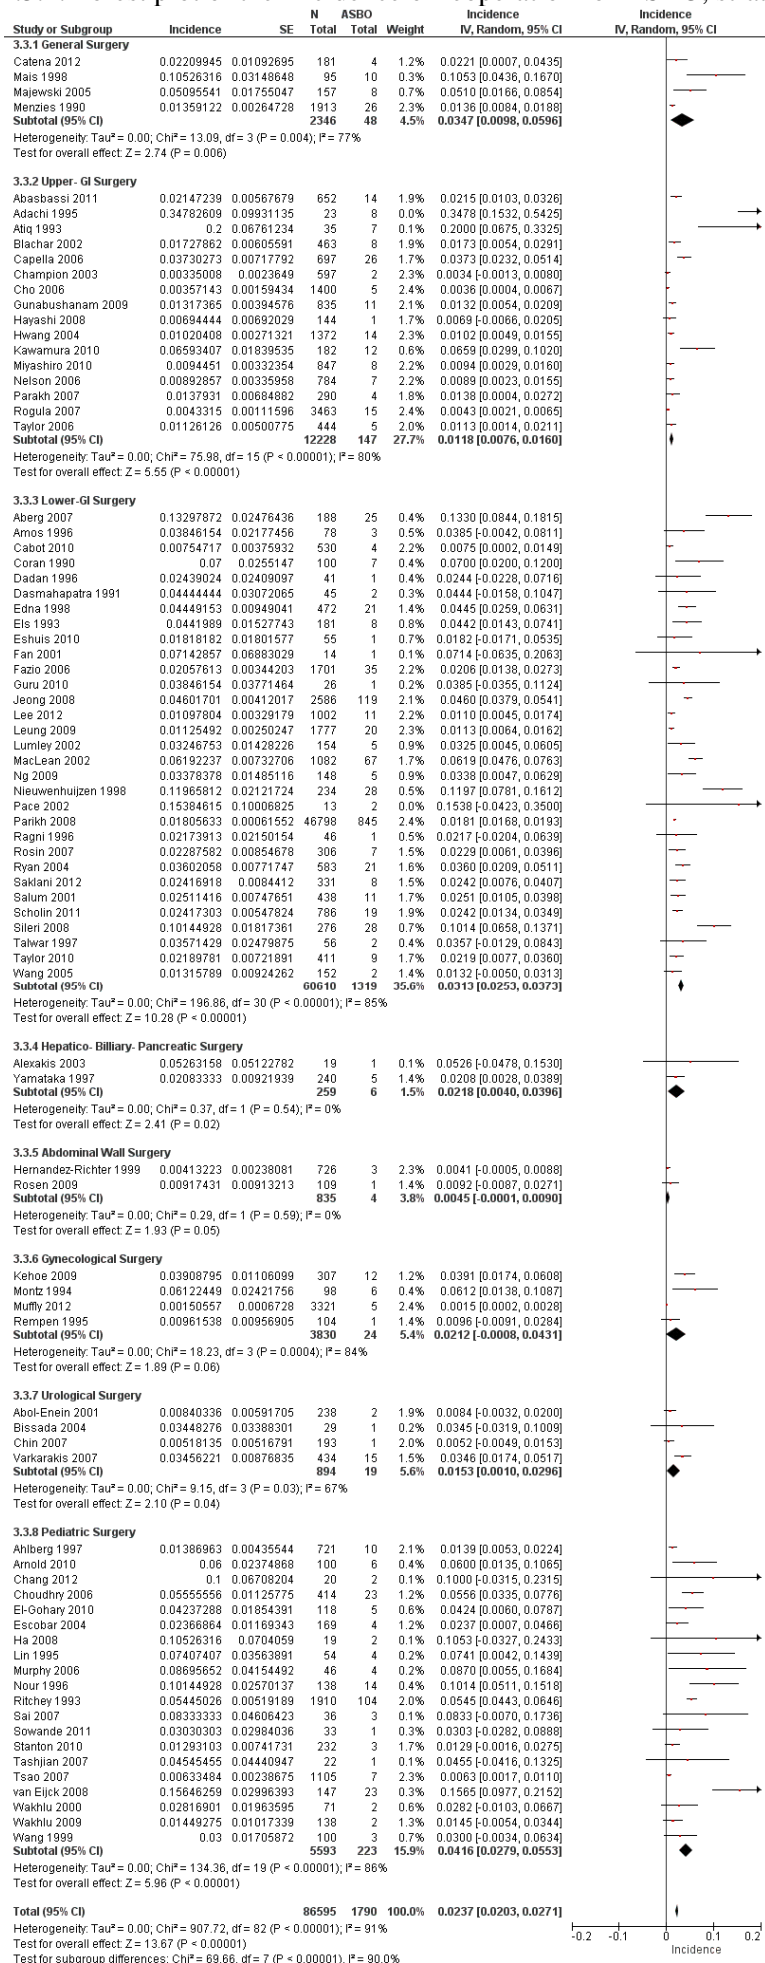 N ASBO Incidence Incidence
Study or Subgroup Incidence SE Total Total Weight IV, Random, 95% CI IV, Random, 95% CI
3.3.1 General Surgery
Catena 2012 0.02209945 0.01092695 181 4 1.2% 0.0221 [0.0007, 0.0435]
Mais 1998 0.10526316 0.03148648 95 10 0.2% 0.1053 [0.0436, 0.1670]
Majewski 2005 0.05095541 0.01755047 157 8 0.7% 0.0510 [0.0166, 0.0854]
Menzies 1990 0.01359122 0.00264728 1913 26 2.3% 0.0136 [0.0084, 0.0188]
Subtotal (95% CI) 2346 48 4.5% 0.0347 [0.0098, 0.0596]
Heterogeneity: Tau² = 0.00; Chi² = 13.09, df = 3 (P = 0.004); I² = 77%
Test for overall effect: Z = 2.74 (P = 0.006)
3.3.2 Upper- GI Surgery
Abasbassi 2011 0.02147239 0.00567679 652 14 1.9% 0.0215 [0.0103, 0.0326]
Adachi 1995 0.34782609 0.09931135 23 8 0.0% 0.3478 [0.1532, 0.5425]
Atiq 1993 0.2 0.06761234 35 7 0.1% 0.2000 [0.0675, 0.3325]
Blachar 2002 0.01727862 0.00605591 463 8 1.8% 0.0173 [0.0054, 0.0291]
Capella 2006 0.03730273 0.00717792 697 26 1.7% 0.0373 [0.0232, 0.0514]
Champion 2003 0.00335008 0.0023649 597 2 2.3% 0.0034 [-0.0013, 0.0080]
Cho 2006 0.00357143 0.00159434 1400 5 2.4% 0.0036 [0.0004, 0.0067]
Gunabushanam 2009 0.01317365 0.00394576 835 11 2.1% 0.0132 [0.0054, 0.0209]
Hayashi 2008 0.00694444 0.00692029 144 1 1.7% 0.0069 [-0.0066, 0.0205]
Hwang 2004 0.01020408 0.00271321 1372 14 2.3% 0.0102 [0.0049, 0.0155]
Kawamura 2010 0.06593407 0.01839535 182 12 0.6% 0.0659 [0.0299, 0.1020]
Miyashiro 2010 0.0094451 0.00332354 847 8 2.2% 0.0094 [0.0029, 0.0160]
Nelson 2006 0.00892857 0.00335958 784 7 2.2% 0.0089 [0.0023, 0.0155]
Parakh 2007 0.0137931 0.00684882 290 4 1.7% 0.0138 [0.0004, 0.0272]
Rogula 2007 0.0043315 0.00111596 3463 15 2.4% 0.0043 [0.0021, 0.0065]
Taylor 2006 0.01126126 0.00500775 444 5 2.0% 0.0113 [0.0014, 0.0211]
Subtotal (95% CI) 12228 147 27.7% 0.0118 [0.0076, 0.0160]
Heterogeneity: Tau² = 0.00; Chi² = 75.98, df = 15 (P < 0.00001); I² = 80%
Test for overall effect: Z = 5.55 (P < 0.00001)
3.3.3 Lower-GI Surgery
Aberg 2007 0.13297872 0.02476436 188 25 0.4% 0.1330 [0.0844, 0.1815]
Amos 1996 0.03846154 0.02177456 78 3 0.5% 0.0385 [-0.0042, 0.0811]
Cabot 2010 0.00754717 0.00375932 530 4 2.2% 0.0075 [0.0002, 0.0149]
Coran 1990 0.07 0.0255147 100 7 0.4% 0.0700 [0.0200, 0.1200]
Dadan 1996 0.02439024 0.02409097 41 1 0.4% 0.0244 [-0.0228, 0.0716]
Dasmahapatra 1991 0.04444444 0.03072065 45 2 0.3% 0.0444 [-0.0158, 0.1047]
Edna 1998 0.04449153 0.00949041 472 21 1.4% 0.0445 [0.0259, 0.0631]
Els 1993 0.0441989 0.01527743 181 8 0.8% 0.0442 [0.0143, 0.0741]
Eshuis 2010 0.01818182 0.01801577 55 1 0.7% 0.0182 [-0.0171, 0.0535]
Fan 2001 0.07142857 0.06883029 14 1 0.1% 0.0714 [-0.0635, 0.2063]
Fazio 2006 0.02057613 0.00344203 1701 35 2.2% 0.0206 [0.0138, 0.0273]
Guru 2010 0.03846154 0.03771464 26 1 0.2% 0.0385 [-0.0355, 0.1124]
Jeong 2008 0.04601701 0.00412017 2586 119 2.1% 0.0460 [0.0379, 0.0541]
Lee 2012 0.01097804 0.00329179 1002 11 2.2% 0.0110 [0.0045, 0.0174]
Leung 2009 0.01125492 0.00250247 1777 20 2.3% 0.0113 [0.0064, 0.0162]
Lumley 2002 0.03246753 0.01428226 154 5 0.9% 0.0325 [0.0045, 0.0605]
MacLean 2002 0.06192237 0.00732706 1082 67 1.7% 0.0619 [0.0476, 0.0763]
Ng 2009 0.03378378 0.01485116 148 5 0.9% 0.0338 [0.0047, 0.0629]
Nieuwenhuijzen 1998 0.11965812 0.02121724 234 28 0.5% 0.1197 [0.0781, 0.1612]
Pace 2002 0.15384615 0.10006825 13 2 0.0% 0.1538 [-0.0423, 0.3500]
Parikh 2008 0.01805633 0.00061552 46798 845 2.4% 0.0181 [0.0168, 0.0193]
Ragni 1996 0.02173913 0.02150154 46 1 0.5% 0.0217 [-0.0204, 0.0639]
Rosin 2007 0.02287582 0.00854678 306 7 1.5% 0.0229 [0.0061, 0.0396]
Ryan 2004 0.03602058 0.00771747 583 21 1.6% 0.0360 [0.0209, 0.0511]
Saklani 2012 0.02416918 0.0084412 331 8 1.5% 0.0242 [0.0076, 0.0407]
Salum 2001 0.02511416 0.00747651 438 11 1.6% 0.0251 [0.0105, 0.0398]
Scholin 2011 0.02417303 0.00547824 786 19 1.9% 0.0242 [0.0134, 0.0349]
Sileri 2008 0.10144928 0.01817361 276 28 0.6% 0.1014 [0.0658, 0.1371]
Talwar 1997 0.03571429 0.02479875 56 2 0.4% 0.0357 [-0.0129, 0.0843]
Taylor 2010 0.02189781 0.00721891 411 9 1.7% 0.0219 [0.0077, 0.0360]
Wang 2005 0.01315789 0.00924262 152 2 1.4% 0.0132 [-0.0050, 0.0313]
Subtotal (95% CI) 60610 1319 35.6% 0.0313 [0.0253, 0.0373]
Heterogeneity: Tau² = 0.00; Chi² = 196.86, df = 30 (P < 0.00001); I² = 85%
Test for overall effect: Z = 10.28 (P < 0.00001)
3.3.4 Hepatico- Billiary- Pancreatic Surgery
Alexakis 2003 0.05263158 0.05122782 19 1 0.1% 0.0526 [-0.0478, 0.1530]
Yamataka 1997 0.02083333 0.00921939 240 5 1.4% 0.0208 [0.0028, 0.0389]
Subtotal (95% CI) 259 6 1.5% 0.0218 [0.0040, 0.0396]
Heterogeneity: Tau² = 0.00; Chi² = 0.37, df = 1 (P = 0.54); I² = 0%
Test for overall effect: Z = 2.41 (P = 0.02)
3.3.5 Abdominal Wall Surgery
Hernandez-Richter 1999 0.00413223 0.00238081 726 3 2.3% 0.0041 [-0.0005, 0.0088]
Rosen 2009 0.00917431 0.00913213 109 1 1.4% 0.0092 [-0.0087, 0.0271]
Subtotal (95% CI) 835 4 3.8% 0.0045 [-0.0001, 0.0090]
Heterogeneity: Tau² = 0.00; Chi² = 0.29, df = 1 (P = 0.59); I² = 0%
Test for overall effect: Z = 1.93 (P = 0.05)
3.3.6 Gynecological Surgery
Kehoe 2009 0.03908795 0.01106099 307 12 1.2% 0.0391 [0.0174, 0.0608]
Montz 1994 0.06122449 0.02421756 98 6 0.4% 0.0612 [0.0138, 0.1087]
Muffly 2012 0.00150557 0.0006728 3321 5 2.4% 0.0015 [0.0002, 0.0028]
Rempen 1995 0.00961538 0.00956905 104 1 1.4% 0.0096 [-0.0091, 0.0284]
Subtotal (95% CI) 3830 24 5.4% 0.0212 [-0.0008, 0.0431]
Heterogeneity: Tau² = 0.00; Chi² = 18.23, df = 3 (P = 0.0004); I² = 84%
Test for overall effect: Z = 1.89 (P = 0.06)
3.3.7 Urological Surgery
Abol-Enein 2001 0.00840336 0.00591705 238 2 1.9% 0.0084 [-0.0032, 0.0200]
Bissada 2004 0.03448276 0.03388301 29 1 0.2% 0.0345 [-0.0319, 0.1009]
Chin 2007 0.00518135 0.00516791 193 1 2.0% 0.0052 [-0.0049, 0.0153]
Varkarakis 2007 0.03456221 0.00876835 434 15 1.5% 0.0346 [0.0174, 0.0517]
Subtotal (95% CI) 894 19 5.6% 0.0153 [0.0010, 0.0296]
Heterogeneity: Tau² = 0.00; Chi² = 9.15, df = 3 (P = 0.03); I² = 67%
Test for overall effect: Z = 2.10 (P = 0.04)
3.3.8 Pediatric Surgery
Ahlberg 1997 0.01386963 0.00435544 721 10 2.1% 0.0139 [0.0053, 0.0224]
Arnold 2010 0.06 0.02374868 100 6 0.4% 0.0600 [0.0135, 0.1065]
Chang 2012 0.1 0.06708204 20 2 0.1% 0.1000 [-0.0315, 0.2315]
Choudhry 2006 0.05555556 0.01125775 414 23 1.2% 0.0556 [0.0335, 0.0776]
El-Gohary 2010 0.04237288 0.01854391 118 5 0.6% 0.0424 [0.0060, 0.0787]
Escobar 2004 0.02366864 0.01169343 169 4 1.2% 0.0237 [0.0007, 0.0466]
Ha 2008 0.10526316 0.0704059 19 2 0.1% 0.1053 [-0.0327, 0.2433]
Lin 1995 0.07407407 0.03563891 54 4 0.2% 0.0741 [0.0042, 0.1439]
Murphy 2006 0.08695652 0.04154492 46 4 0.2% 0.0870 [0.0055, 0.1684]
Nour 1996 0.10144928 0.02570137 138 14 0.4% 0.1014 [0.0511, 0.1518]
Ritchey 1993 0.05445026 0.00519189 1910 104 2.0% 0.0545 [0.0443, 0.0646]
Sai 2007 0.08333333 0.04606423 36 3 0.1% 0.0833 [-0.0070, 0.1736]
Sowande 2011 0.03030303 0.02984036 33 1 0.3% 0.0303 [-0.0282, 0.0888]
Stanton 2010 0.01293103 0.00741731 232 3 1.6% 0.0129 [-0.0016, 0.0275]
Tashjian 2007 0.04545455 0.04440947 22 1 0.1% 0.0455 [-0.0416, 0.1325]
Tsao 2007 0.00633484 0.00238675 1105 7 2.3% 0.0063 [0.0017, 0.0110]
van Eijck 2008 0.15646259 0.02996393 147 23 0.3% 0.1565 [0.0977, 0.2152]
Wakhlu 2000 0.02816901 0.01963595 71 2 0.6% 0.0282 [-0.0103, 0.0667]
Wakhlu 2009 0.01449275 0.01017339 138 2 1.3% 0.0145 [-0.0054, 0.0344]
Wang 1999 0.03 0.01705872 100 3 0.7% 0.0300 [-0.0034, 0.0634]
Subtotal (95% CI) 5593 223 15.9% 0.0416 [0.0279, 0.0553]
Heterogeneity: Tau² = 0.00; Chi² = 134.36, df = 19 (P < 0.00001); I² = 86%
Test for overall effect: Z = 5.96 (P < 0.00001)
Total (95% CI) 86595 1790 100.0% 0.0237 [0.0203, 0.0271]
Heterogeneity: Tau² = 0.00; Chi² = 907.72, df = 82 (P < 0.00001); I² = 91%
Test for overall effect: Z = 13.67 (P < 0.00001)
Test for subgroup differences: Chi² = 69.66, df = 7 (P < 0.00001), I² = 90.0%
-0.2 -0.1 0 0.1 0.2
Incidence